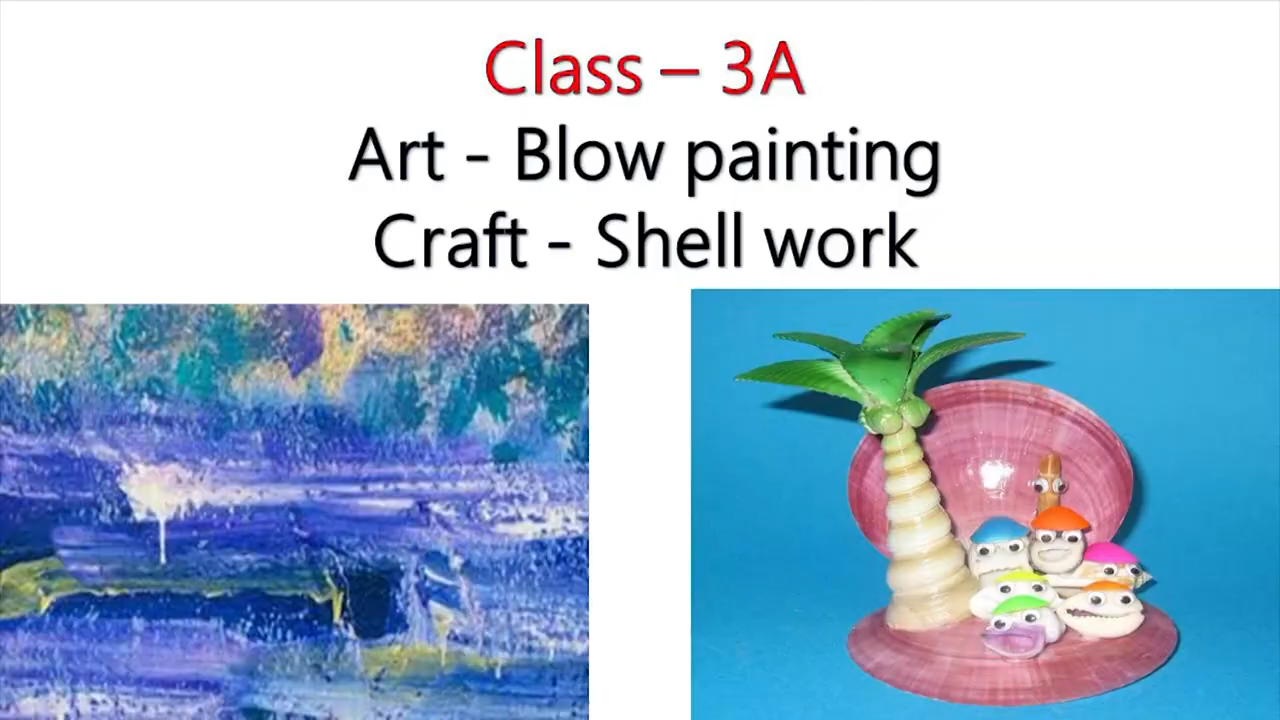 Class – 3A
Art - Blow painting
Craft - Shell work